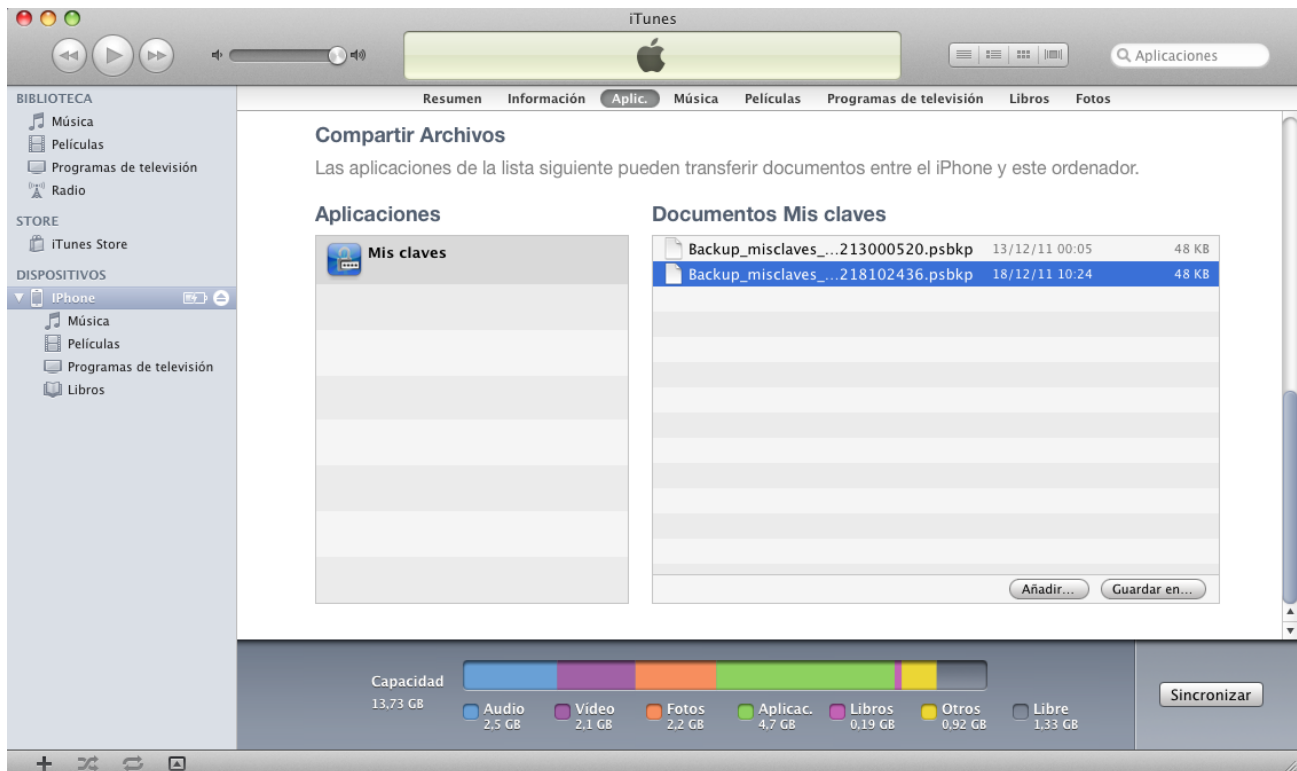 iTunes
Aplicaciones
BIBLIOTECA
Música
Películas
Programas de televisión
Radio
STORE
iTunes Store
DISPOSITIVOS
IPhone
Música
Películas
Programas de televisión
Libros
Resumen Información Aplic. Música Películas Programas de televisión Libros Fotos
Compartir Archivos
Las aplicaciones de la lista siguiente pueden transferir documentos entre el iPhone y este ordenador.
Aplicaciones
Mis claves
Documentos Mis claves
Backup_misclaves_...213000520.psbkp 13/12/11 00:05 48 KB
Backup_misclaves_...218102436.psbkp 18/12/11 10:24 48 KB
Añadir... Guardar en...
Capacidad
13,73 GB
Audio
2,5 GB
Vídeo
2,1 GB
Fotos
2,2 GB
Aplicac.
4,7 GB
Libros
0,19 GB
Otros
0,92 GB
Libre
1,33 GB
Sincronizar